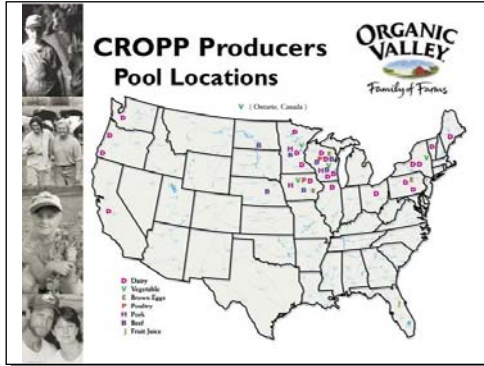 CROPP Producers
Pool Locations
ORGANIC
VALLEY
Family of Farms
V ( Ontario, Canada )
D Dairy
V Vegetable
E Brown Eggs
P Poultry
H Pork
B Beef
J Fruit Juice